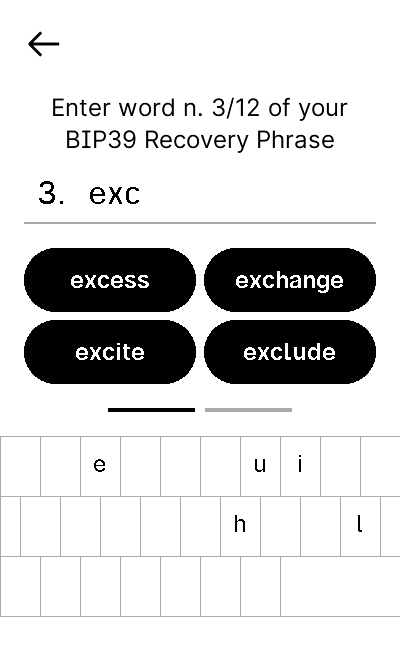 Enter word n. 3/12 of your
BIP39 Recovery Phrase
3. exc
excess exchange
excite exclude
e u i
h l